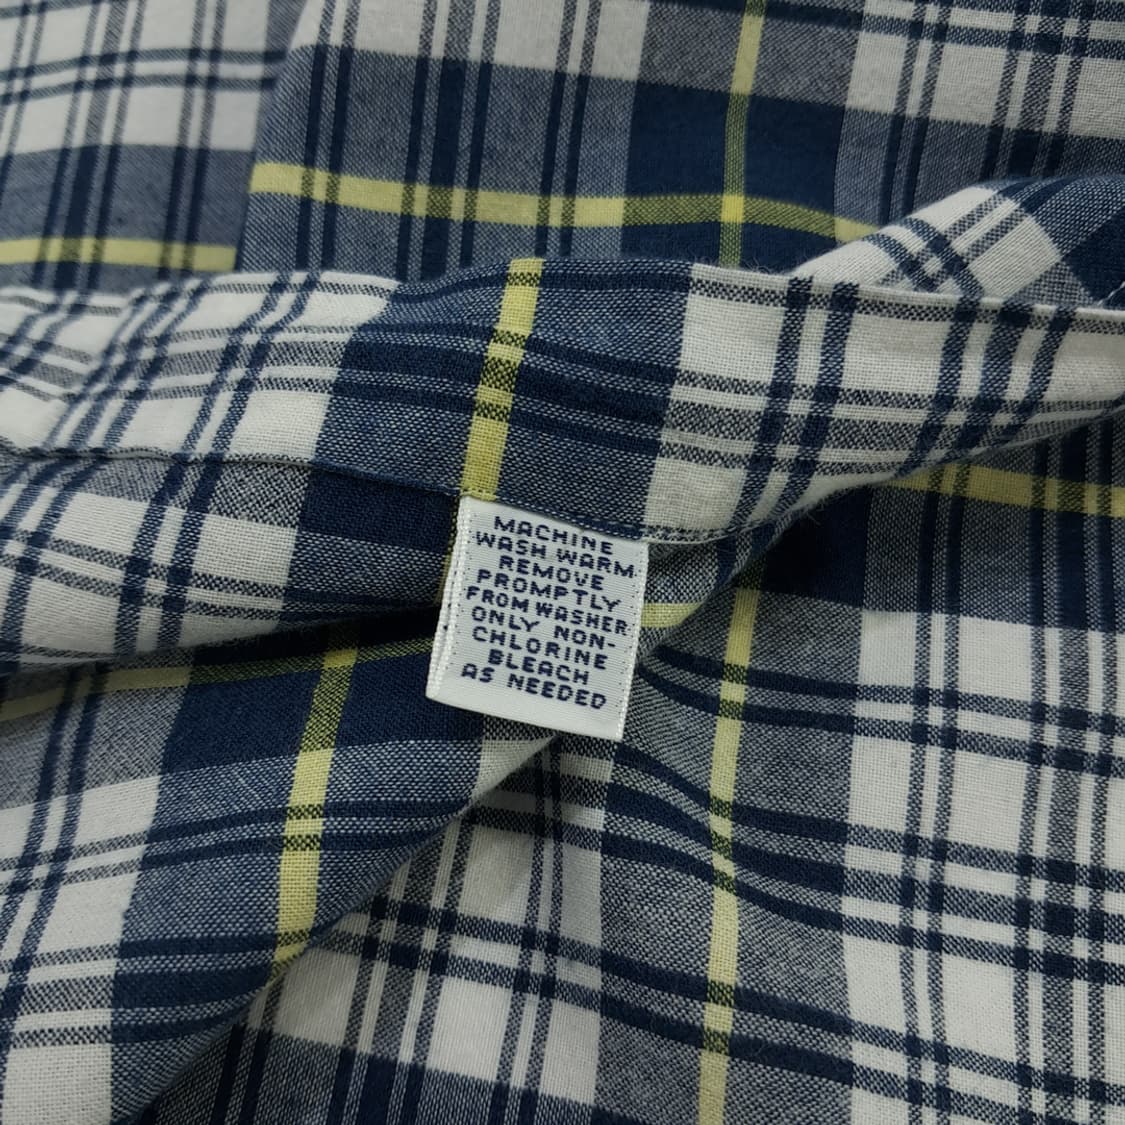 MACHINE
WASH WARM
REMOVE
PROMPTLY
FROM WASHER
ONLY NON-
CHLORINE
BLEACH
AS NEEDED